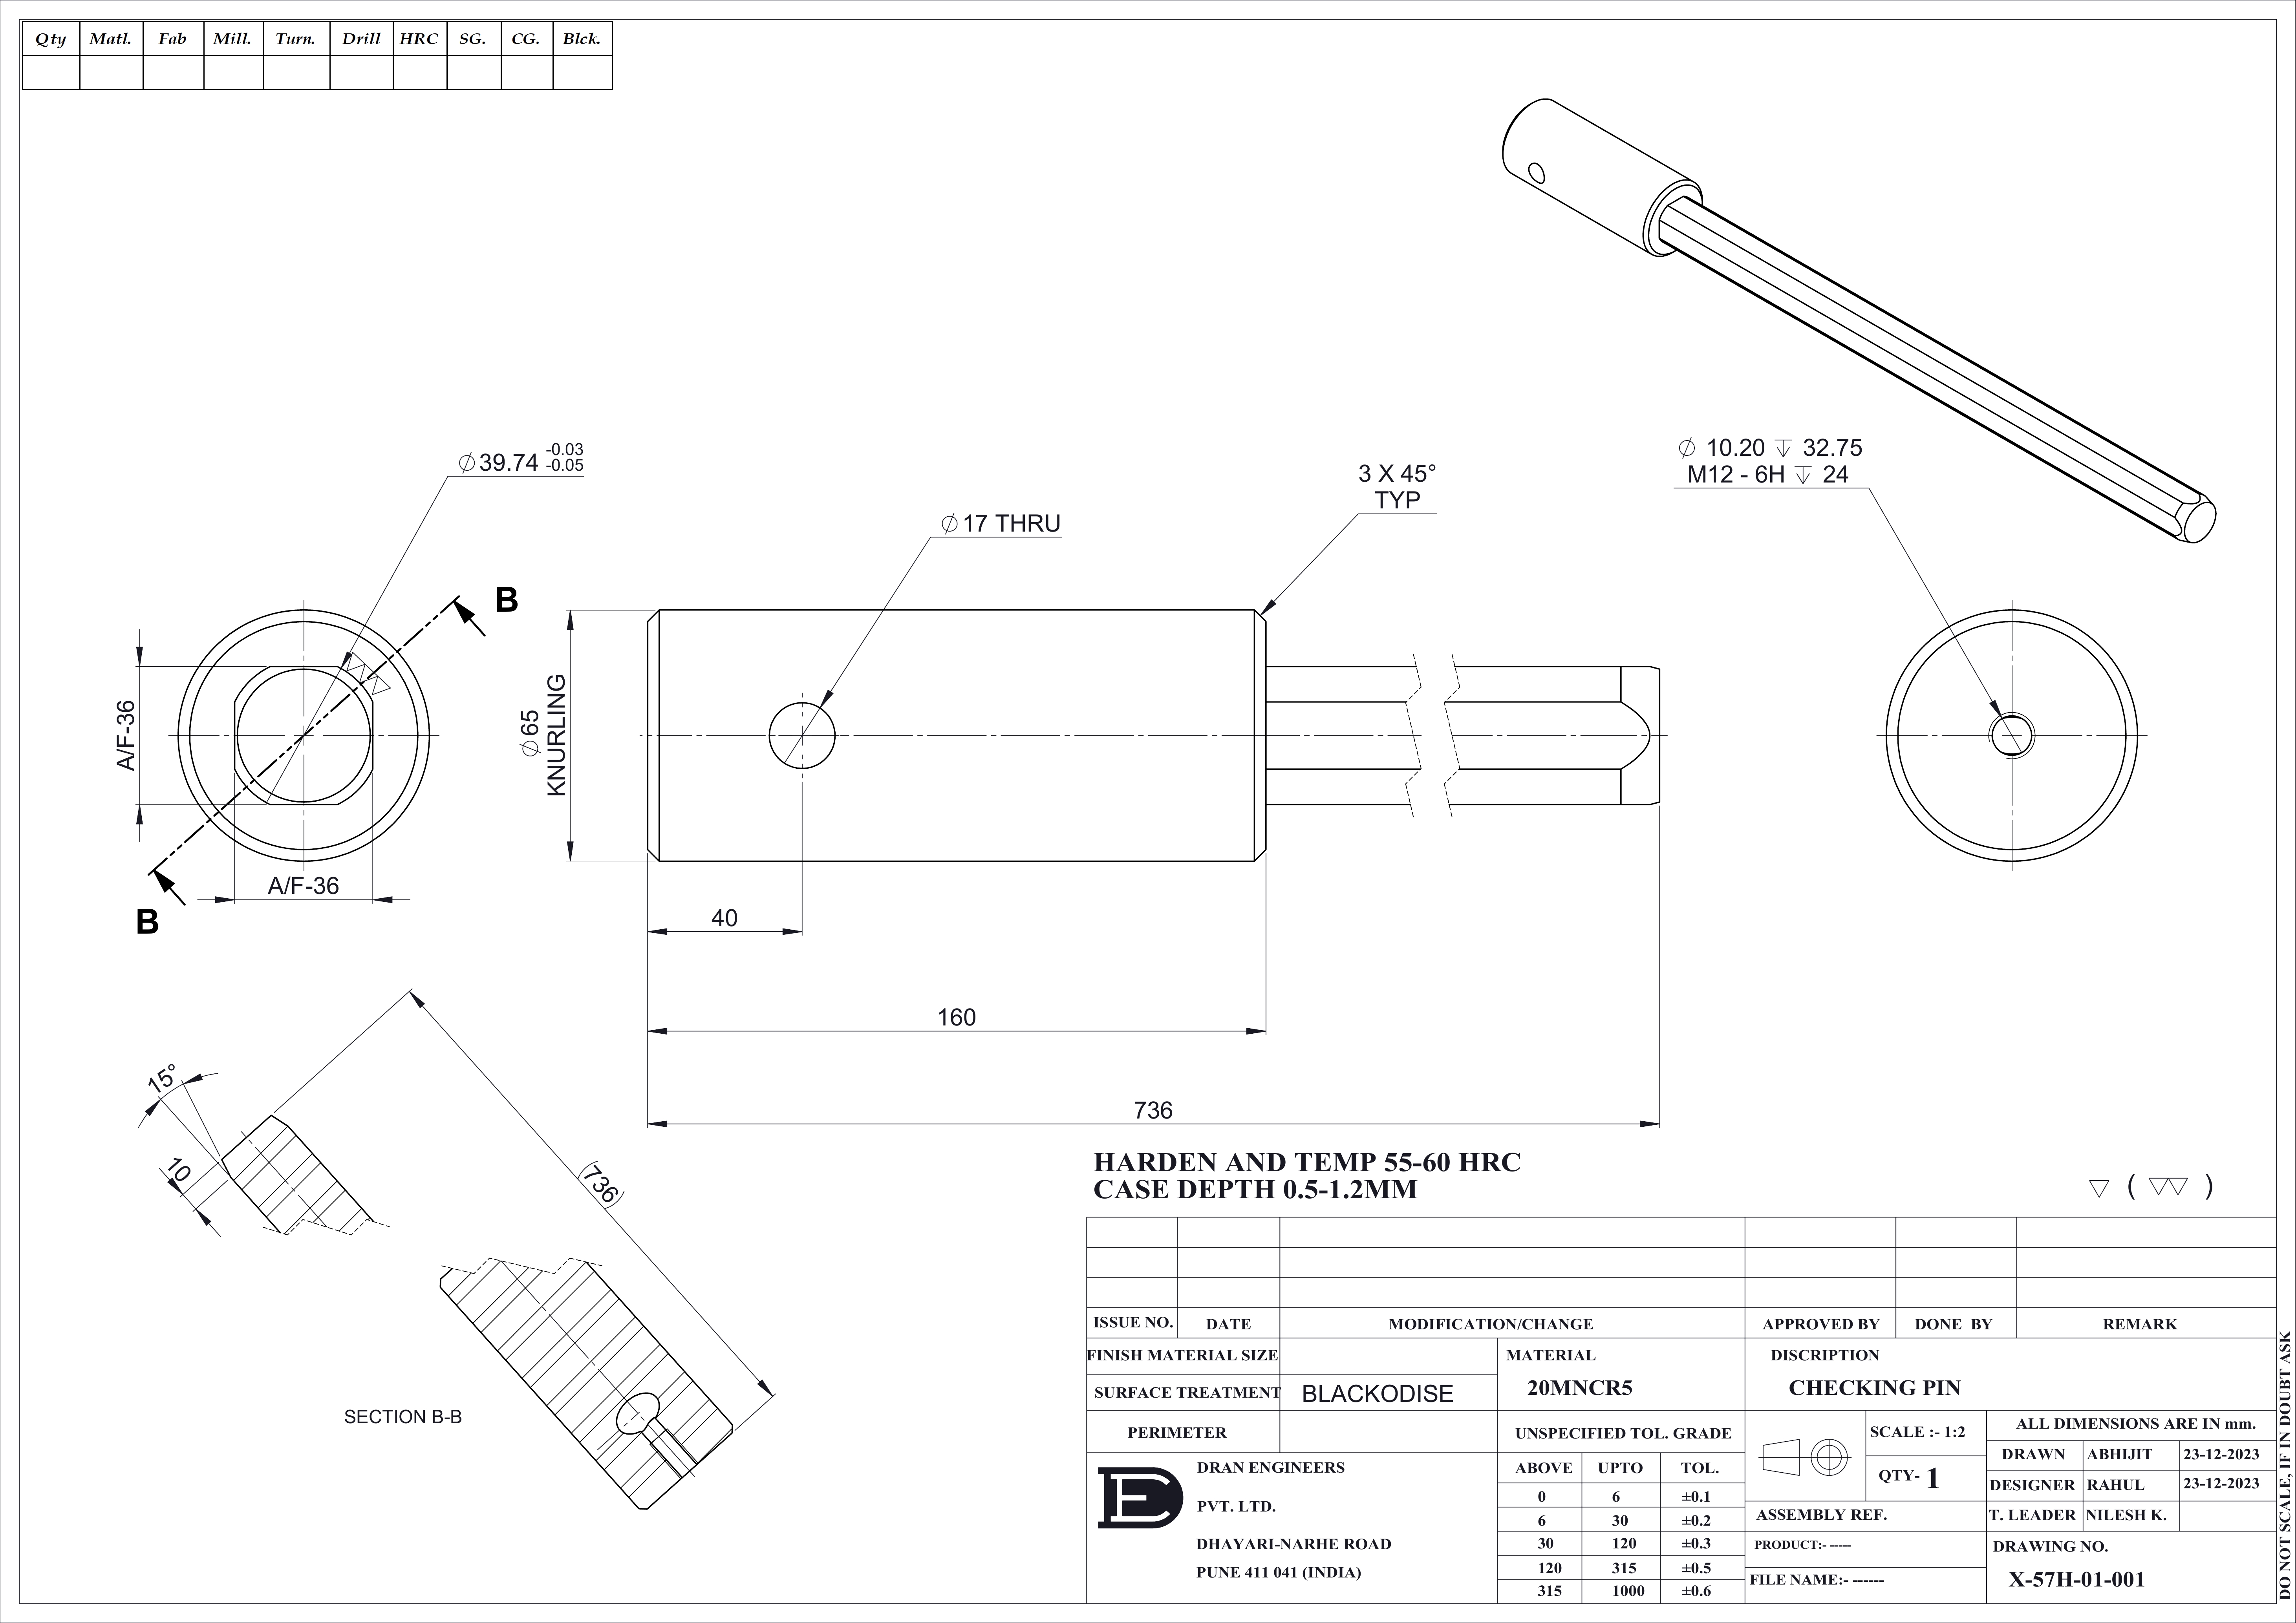 Qty Matl. Fab Mill. Turn. Drill HRC SG. CG. Blck.
∅ 39.74 -0.03
-0.05
∅ 17 THRU
3 X 45°
TYP
∅ 10.20 ↧ 32.75
M12 - 6H ↧ 24
B
B
A/F-36
A/F-36
∅ 65
KNURLING
40
160
736
15°
10
(736)
SECTION B-B
HARDEN AND TEMP 55-60 HRC
CASE DEPTH 0.5-1.2MM
▽ ( ▽▽ )
ISSUE NO. DATE MODIFICATION/CHANGE APPROVED BY DONE BY REMARK
FINISH MATERIAL SIZE
SURFACE TREATMENT BLACKODISE
PERIMETER
MATERIAL
20MNCR5
DISCRIPTION
CHECKING PIN
UNSPECIFIED TOL. GRADE
ABOVE UPTO TOL.
0 6 ±0.1
6 30 ±0.2
30 120 ±0.3
120 315 ±0.5
315 1000 ±0.6
DRAN ENGINEERS
PVT. LTD.
DHAYARI-NARHE ROAD
PUNE 411 041 (INDIA)
SCALE :- 1:2
QTY- 1
ALL DIMENSIONS ARE IN mm.
DRAWN ABHIJIT 23-12-2023
DESIGNER RAHUL 23-12-2023
T. LEADER NILESH K.
ASSEMBLY REF.
PRODUCT:- -----
FILE NAME:- ------
DRAWING NO.
X-57H-01-001
DO NOT SCALE, IF IN DOUBT ASK